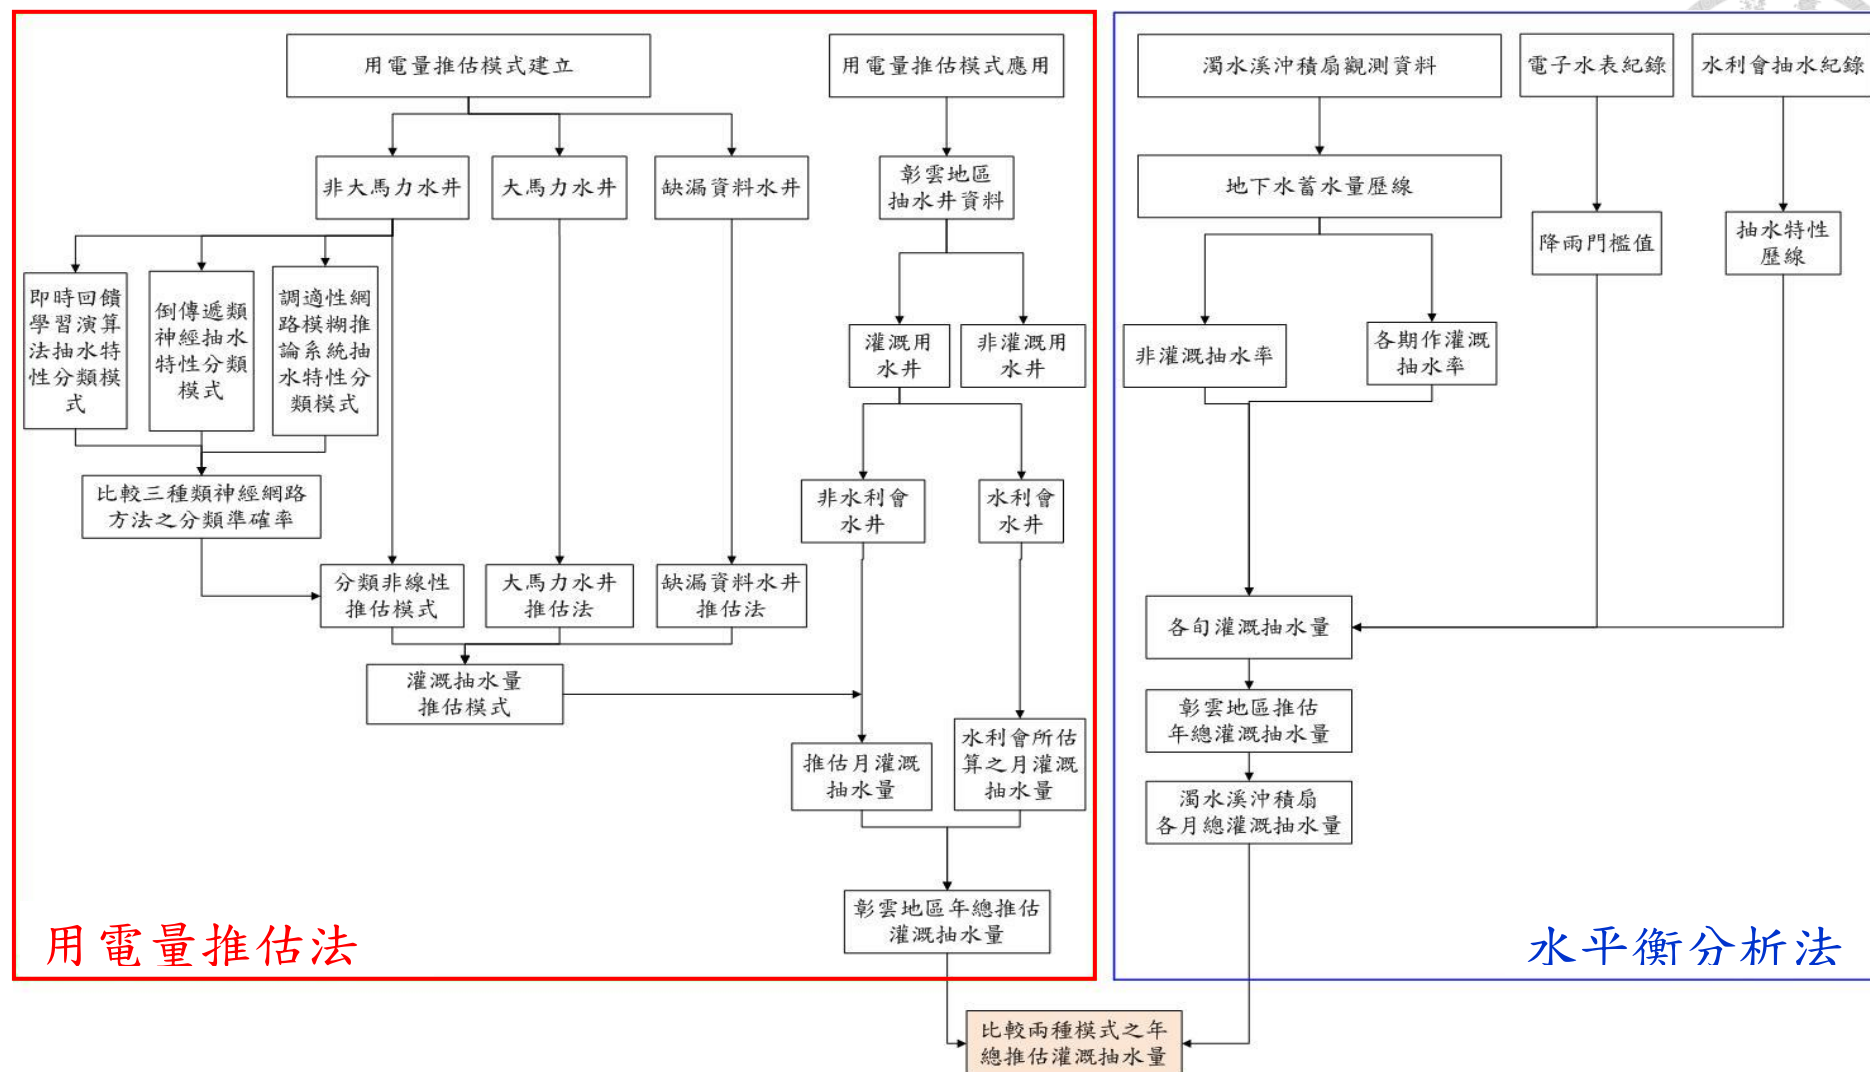 用電量推估模式建立
用電量推估模式應用
非大馬力水井
大馬力水井
缺漏資料水井
彰雲地區
抽水井資料
即時回饋
學習演算
法抽水特
性分類模
式
倒傳遞類
神經抽水
特性分類
模式
調適性網
路模糊推
論系統抽
水特性分
類模式
灌溉用
水井
非灌溉用
水井
比較三種類神經網路
方法之分類準確率
非水利會
水井
水利會
水井
分類非線性
推估模式
大馬力水井
推估法
缺漏資料水井
推估法
灌溉抽水量
推估模式
推估月灌溉
抽水量
水利會所估
算之月灌溉
抽水量
彰雲地區年總推估
灌溉抽水量
用電量推估法
濁水溪沖積扇觀測資料
電子水表紀錄
水利會抽水紀錄
地下水蓄水量歷線
降雨門檻值
抽水特性
歷線
非灌溉抽水率
各期作灌溉
抽水率
各旬灌溉抽水量
彰雲地區推估
年總灌溉抽水量
濁水溪沖積扇
各月總灌溉抽水量
水平衡分析法
比較兩種模式之年
總推估灌溉抽水量